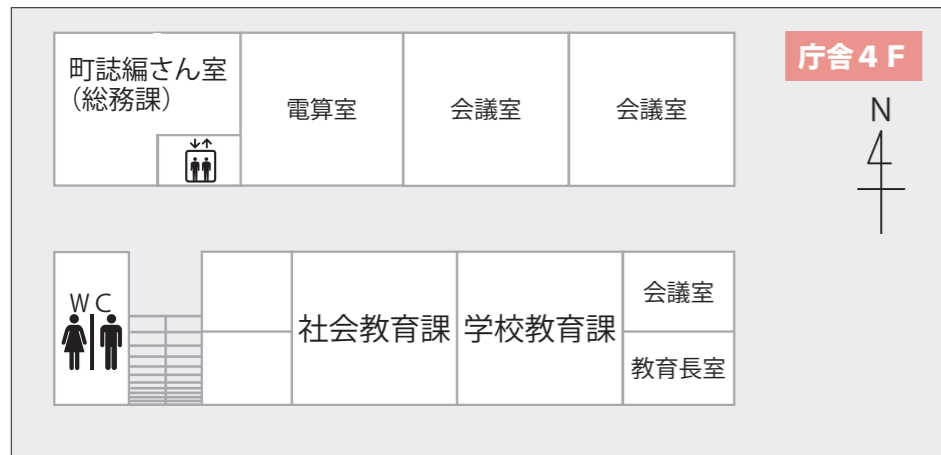 庁舎４Ｆ
N
町誌編さん室
（総務課）
電算室
会議室
会議室
ＷＣ
社会教育課
学校教育課
会議室
教育長室